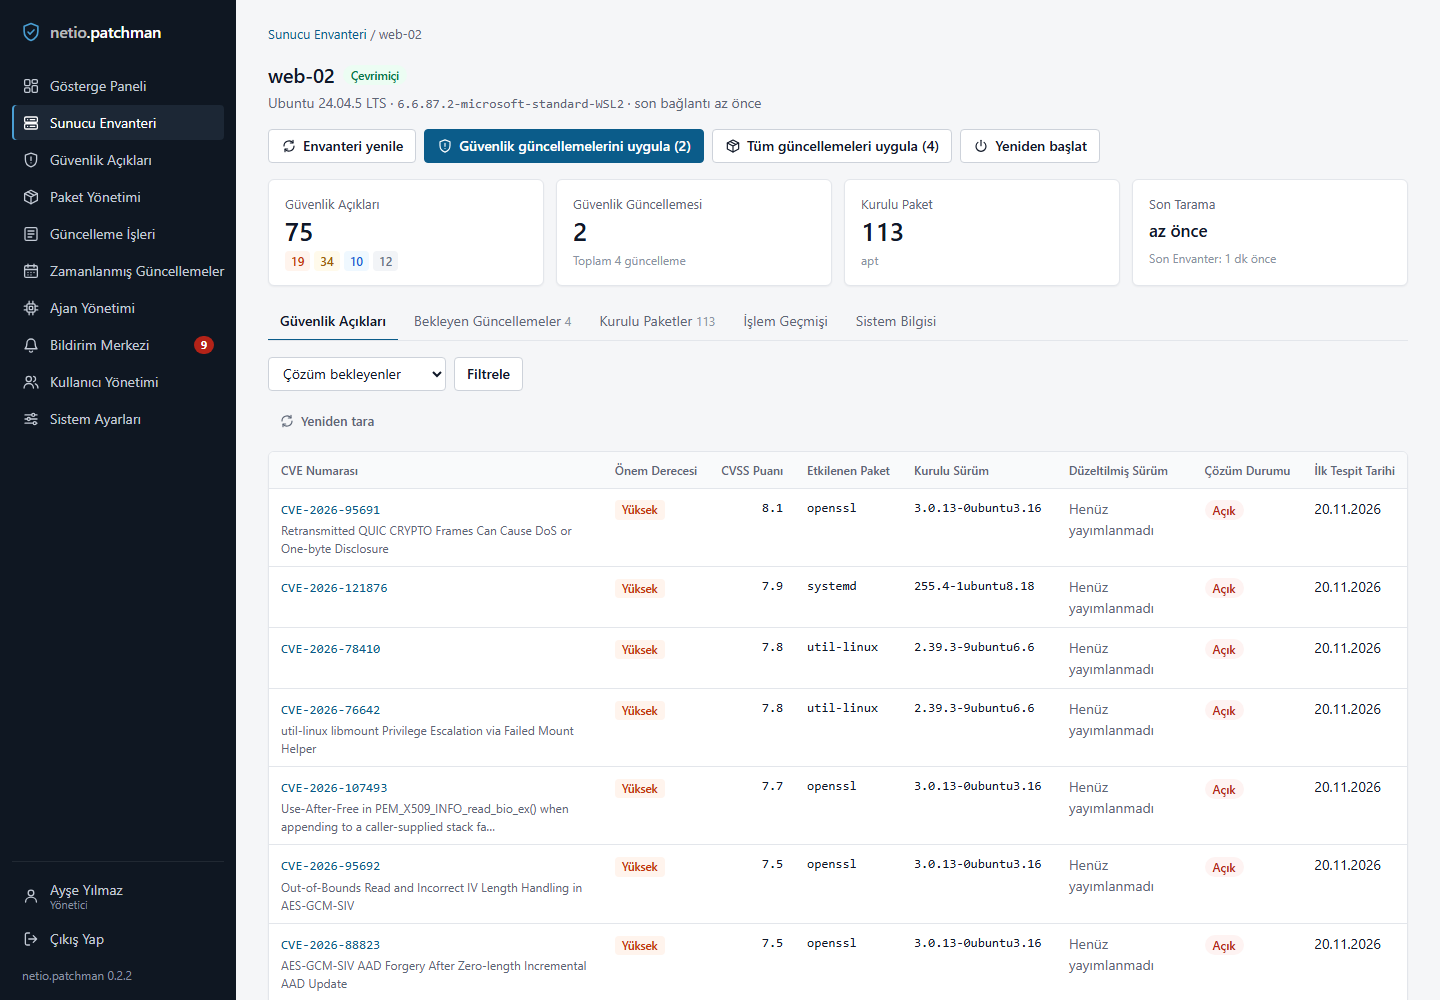 netio.patchman
Gösterge Paneli
Sunucu Envanteri
Güvenlik Açıkları
Paket Yönetimi
Güncelleme İşleri
Zamanlanmış Güncellemeler
Ajan Yönetimi
Bildirim Merkezi 9
Kullanıcı Yönetimi
Sistem Ayarları
Ayşe Yılmaz
Yönetici
Çıkış Yap
netio.patchman 0.2.2
Sunucu Envanteri / web-02
web-02 Çevrimiçi
Ubuntu 24.04.5 LTS · 6.6.87.2-microsoft-standard-WSL2 · son bağlantı az önce
Envanteri yenile Güvenlik güncellemelerini uygula (2) Tüm güncellemeleri uygula (4) Yeniden başlat
Güvenlik Açıkları
75
19 34 10 12
Güvenlik Güncellemesi
2
Toplam 4 güncelleme
Kurulu Paket
113
apt
Son Tarama
az önce
Son Envanter: 1 dk önce
Güvenlik Açıkları Bekleyen Güncellemeler 4 Kurulu Paketler 113 İşlem Geçmişi Sistem Bilgisi
Çözüm bekleyenler Filtrele
Yeniden tara
CVE Numarası Önem Derecesi CVSS Puanı Etkilenen Paket Kurulu Sürüm Düzeltilmiş Sürüm Çözüm Durumu İlk Tespit Tarihi
CVE-2026-95691 Yüksek 8.1 openssl 3.0.13-0ubuntu3.16 Henüz yayımlanmadı Açık 20.11.2026
Retransmitted QUIC CRYPTO Frames Can Cause DoS or
One-byte Disclosure
CVE-2026-121876 Yüksek 7.9 systemd 255.4-1ubuntu8.18 Henüz yayımlanmadı Açık 20.11.2026
CVE-2026-78410 Yüksek 7.8 util-linux 2.39.3-9ubuntu6.6 Henüz yayımlanmadı Açık 20.11.2026
CVE-2026-76642 Yüksek 7.8 util-linux 2.39.3-9ubuntu6.6 Henüz yayımlanmadı Açık 20.11.2026
util-linux libmount Privilege Escalation via Failed Mount
Helper
CVE-2026-107493 Yüksek 7.7 openssl 3.0.13-0ubuntu3.16 Henüz yayımlanmadı Açık 20.11.2026
Use-After-Free in PEM_X509_INFO_read_bio_ex() when
appending to a caller-supplied stack fa...
CVE-2026-95692 Yüksek 7.5 openssl 3.0.13-0ubuntu3.16 Henüz yayımlanmadı Açık 20.11.2026
Out-of-Bounds Read and Incorrect IV Length Handling in
AES-GCM-SIV
CVE-2026-88823 Yüksek 7.5 openssl 3.0.13-0ubuntu3.16 Henüz yayımlanmadı Açık 20.11.2026
AES-GCM-SIV AAD Forgery After Zero-length Incremental
AAD Update